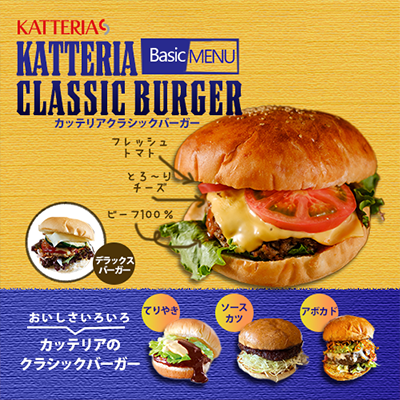 KATTERIA
KATTERIA
Basic MENU
CLASSIC BURGER
カッテリアクラシックバーガー
フレッシュ
トマト
とろ〜り
チーズ
ビーフ100%
デラックス
バーガー
おいしさいろいろ
カッテリアの
クラシックバーガー
てりやき
ソース
カツ
アボカド